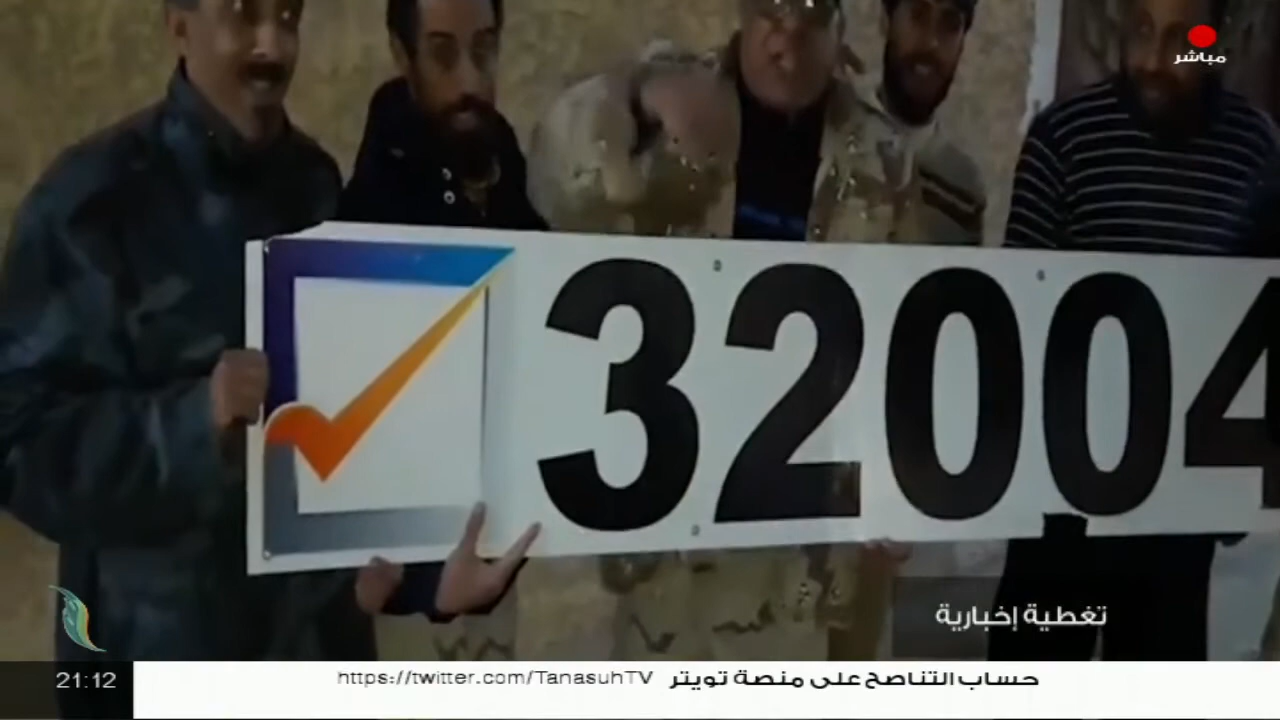 مباشر
32004
تغطية إخبارية
21:12
حساب التناصح على منصة تويتر https://twitter.com/TanasuhTV